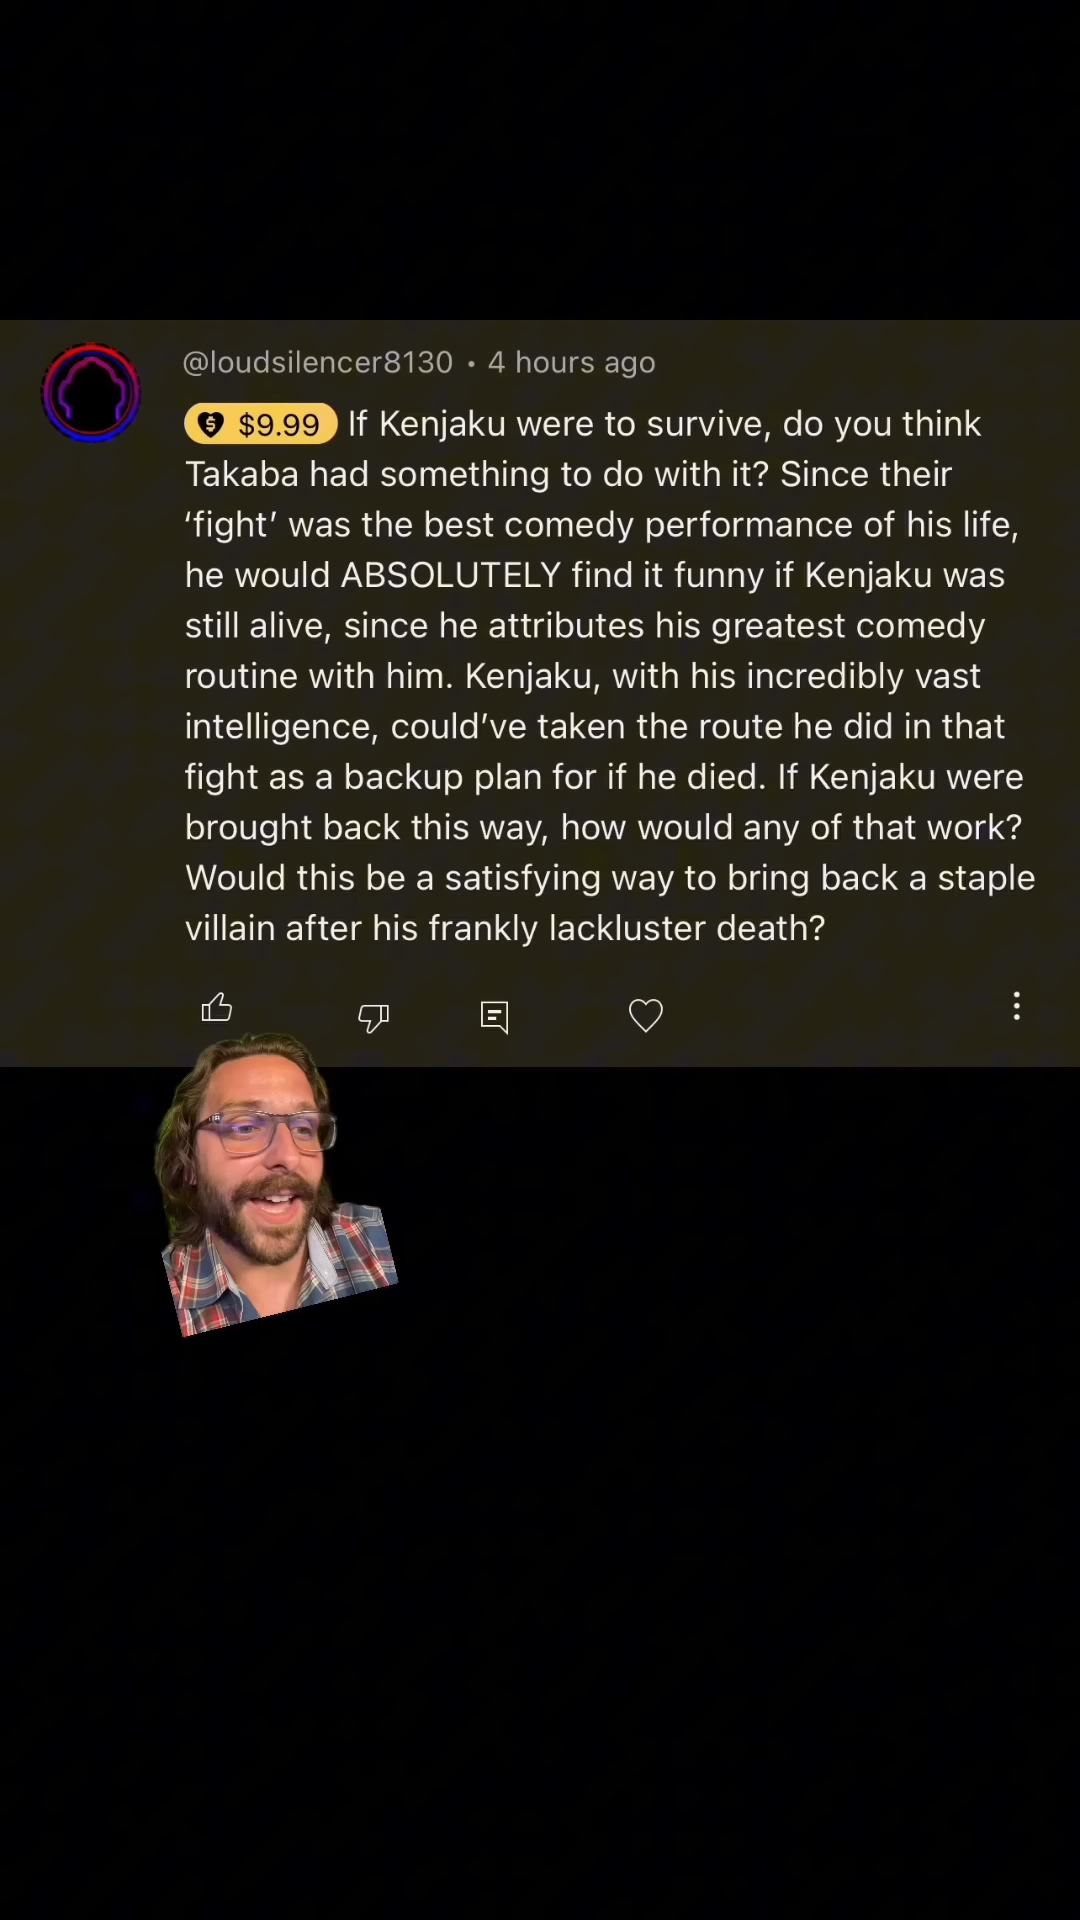 @loudsilencer8130 • 4 hours ago
$9.99 If Kenjaku were to survive, do you think
Takaba had something to do with it? Since their
‘fight’ was the best comedy performance of his life,
he would ABSOLUTELY find it funny if Kenjaku was
still alive, since he attributes his greatest comedy
routine with him. Kenjaku, with his incredibly vast
intelligence, could’ve taken the route he did in that
fight as a backup plan for if he died. If Kenjaku were
brought back this way, how would any of that work?
Would this be a satisfying way to bring back a staple
villain after his frankly lackluster death?